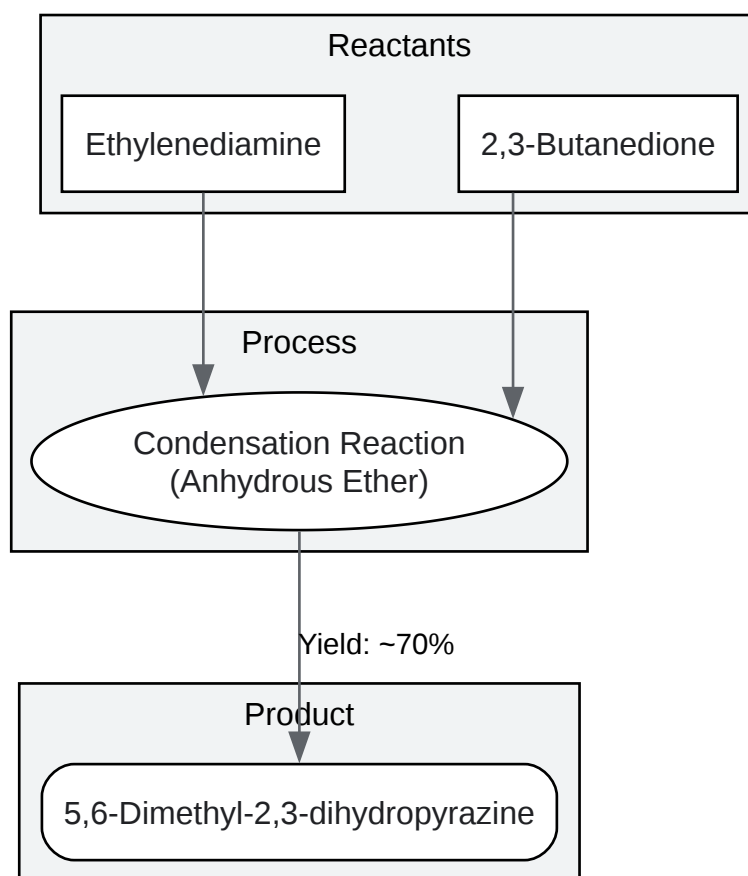 Reactants
Ethylenediamine
2,3-Butanedione
Process
Condensation Reaction
(Anhydrous Ether)
Yield: ~70%
Product
5,6-Dimethyl-2,3-dihydropyrazine